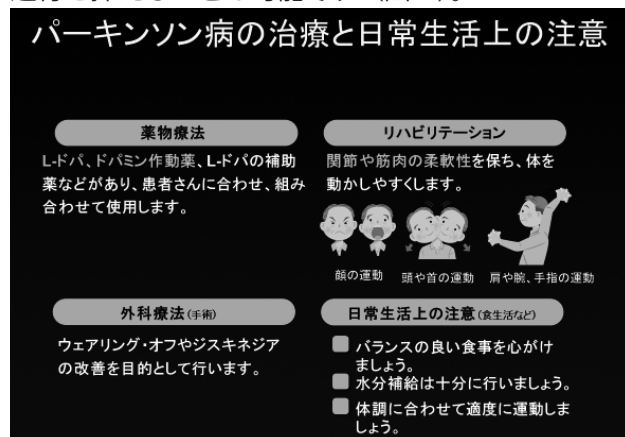 パーキンソン病の治療と日常生活上の注意
薬物療法
L-ドパ、ドパミン作動薬、L-ドパの補助
薬などがあり、患者さんに合わせ、組み
合わせて使用します。
リハビリテーション
関節や筋肉の柔軟性を保ち、体を
動かしやすくします。
顔の運動
頭や首の運動
肩や腕、手指の運動
外科療法(手術)
ウェアリング・オフやジスキネジア
の改善を目的として行います。
日常生活上の注意(食生活など)
バランスの良い食事を心がけ
ましょう。
水分補給は十分に行いましょう。
体調に合わせて適度に運動しま
しょう。